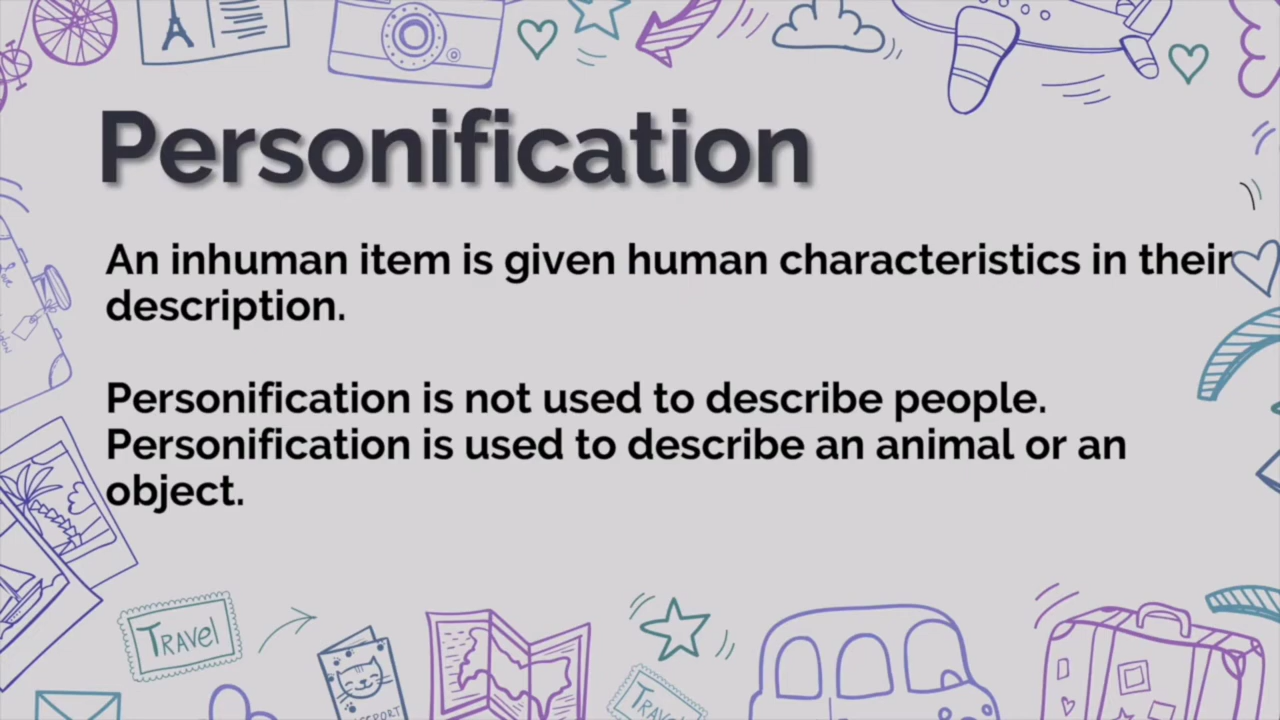 Personification
An inhuman item is given human characteristics in their
description.
Personification is not used to describe people.
Personification is used to describe an animal or an
object.
TRAVEL